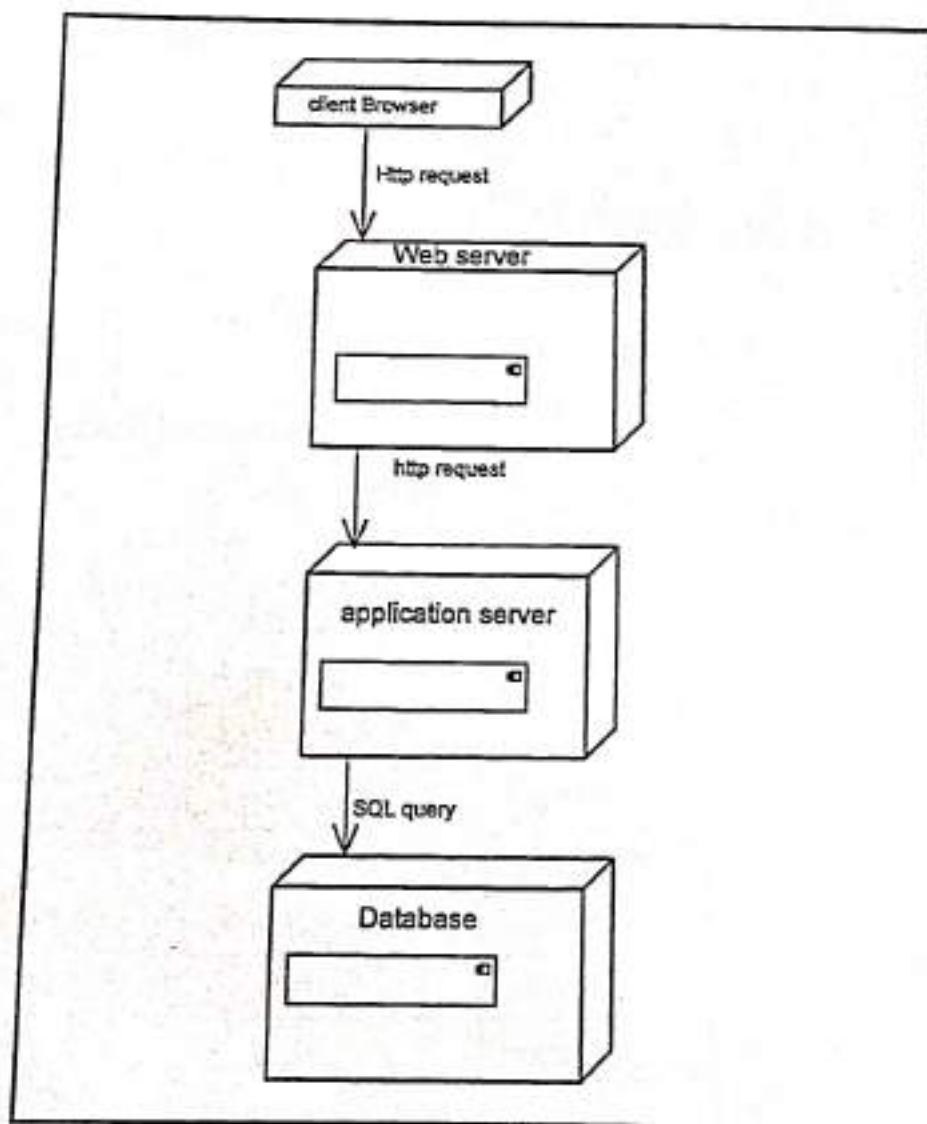 client Browser
Http request
Web server
http request
application server
SQL query
Database